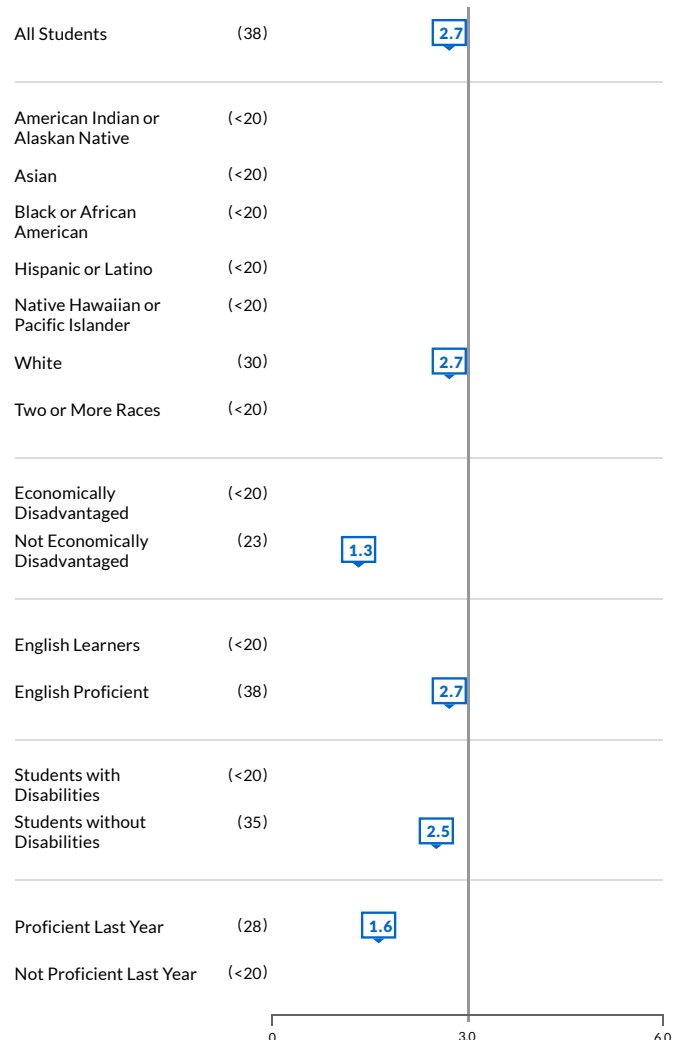 All Students (38) 2.7
American Indian or (<20)
Alaskan Native
Asian (<20)
Black or African (<20)
American
Hispanic or Latino (<20)
Native Hawaiian or (<20)
Pacific Islander
White (30) 2.7
Two or More Races (<20)
Economically (<20)
Disadvantaged
Not Economically (23) 1.3
Disadvantaged
English Learners (<20)
English Proficient (38) 2.7
Students with (<20)
Disabilities
Students without (35) 2.5
Disabilities
Proficient Last Year (28) 1.6
Not Proficient Last Year (<20)
0 3.0 6.0